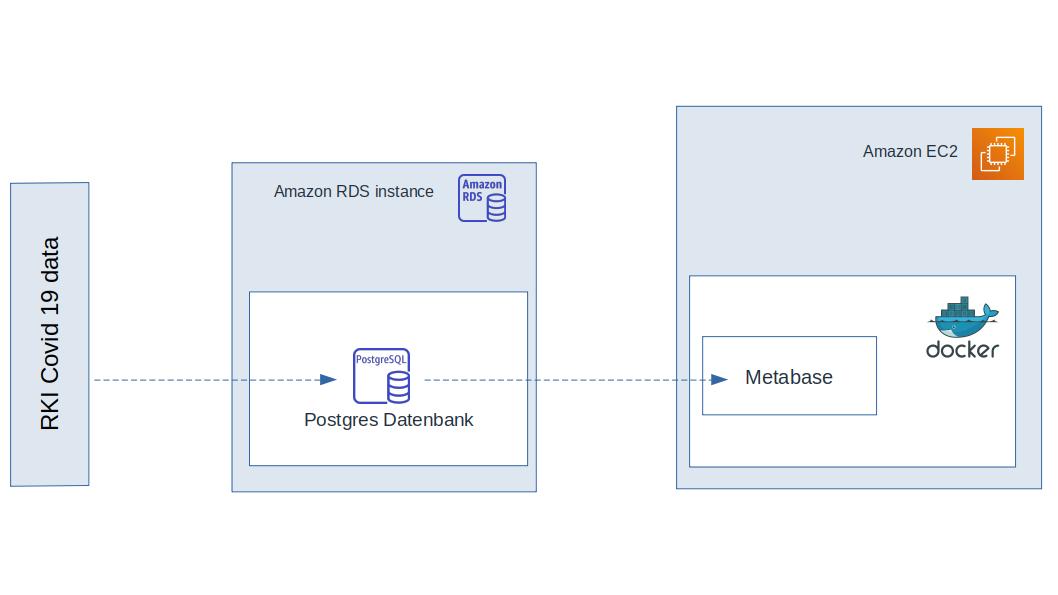 RKI Covid 19 data
Amazon RDS instance
Amazon
RDS
PostgreSQL
Postgres Datenbank
Amazon EC2
docker
Metabase